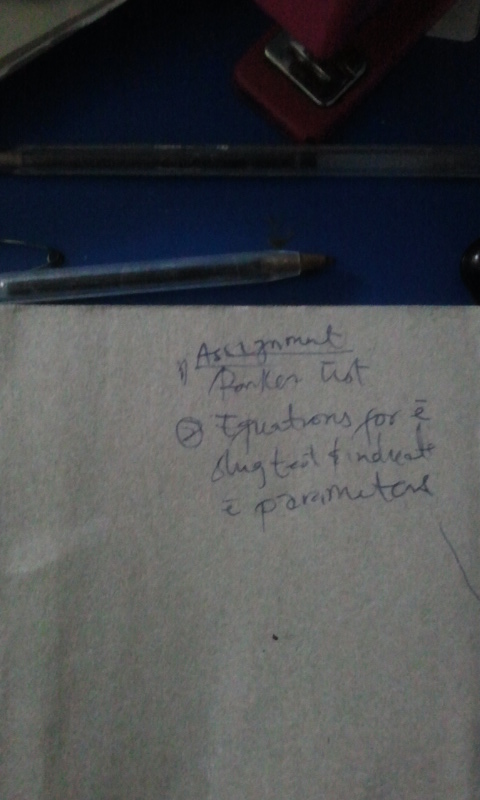 Assignment
1) Packer test
② Equations for ē
slug test & indicate
ē parameters